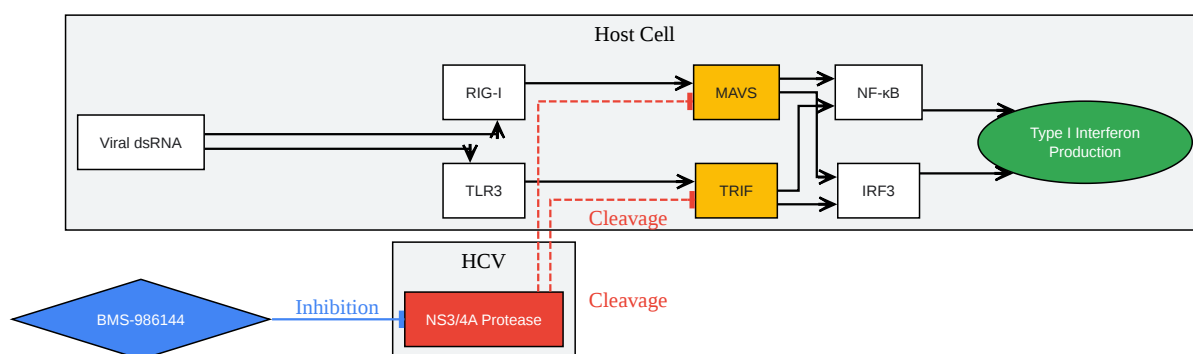 Host Cell
RIG-I
MAVS
NF-κB
Viral dsRNA
Type I Interferon
Production
TLR3
TRIF
IRF3
Cleavage
HCV
Inhibition
Cleavage
BMS-986144
NS3/4A Protease